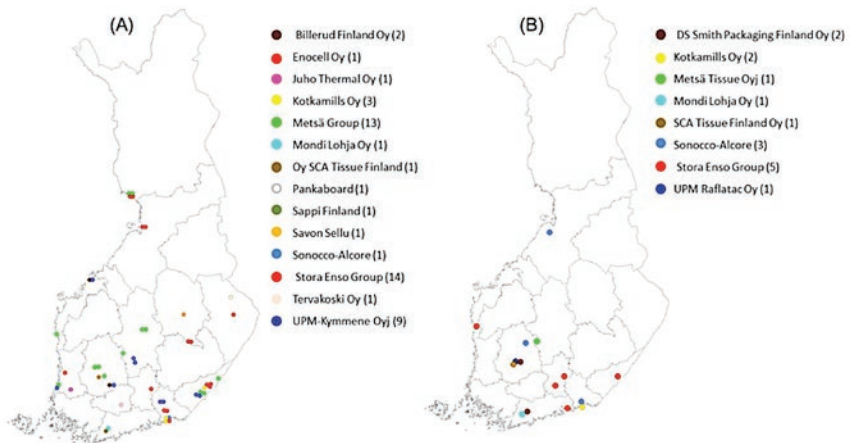 (A)
Billerud Finland Oy (2)
Enocell Oy (1)
Juho Thermal Oy (1)
Kotkamills Oy (3)
Metsä Group (13)
Mondi Lohja Oy (1)
Oy SCA Tissue Finland (1)
Pankaboard (1)
Sappi Finland (1)
Savon Sellu (1)
Sonocco-Alcore (1)
Stora Enso Group (14)
Tervakoski Oy (1)
UPM-Kymmene Oyj (9)
(B)
DS Smith Packaging Finland Oy (2)
Kotkamills Oy (2)
Metsä Tissue Oyj (1)
Mondi Lohja Oy (1)
SCA Tissue Finland Oy (1)
Sonocco-Alcore (3)
Stora Enso Group (5)
UPM Raflatac Oy (1)